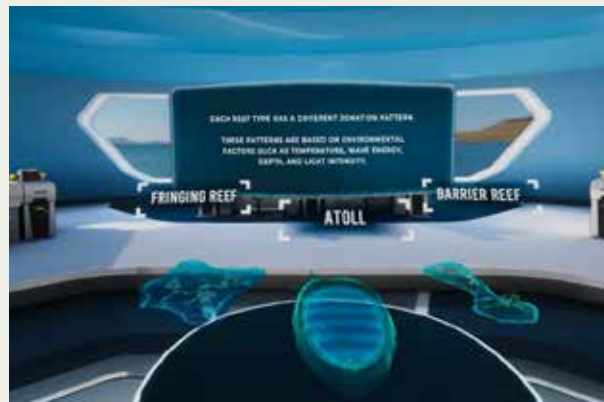 EACH REEF TYPE HAS A DIFFERENT ZONATION PATTERN.
THESE PATTERNS ARE BASED ON ENVIRONMENTAL
FACTORS SUCH AS TEMPERATURE, WAVE ENERGY,
DEPTH, AND LIGHT INTENSITY.
FRINGING REEF
ATOLL
BARRIER REEF